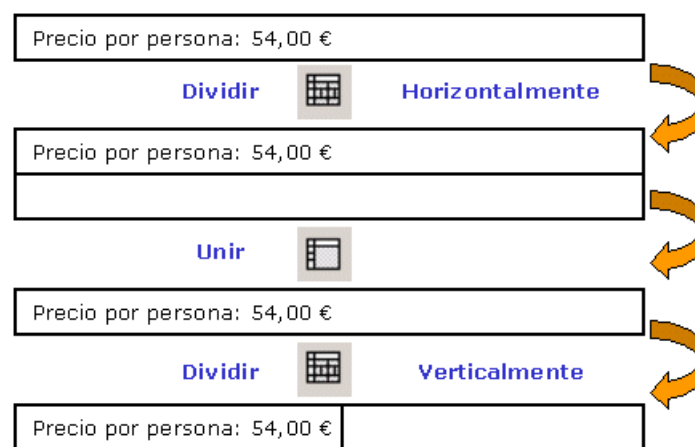 Precio por persona: 54,00 €
Dividir Horizontalmente
Precio por persona: 54,00 €
Unir
Precio por persona: 54,00 €
Dividir Verticalmente
Precio por persona: 54,00 €